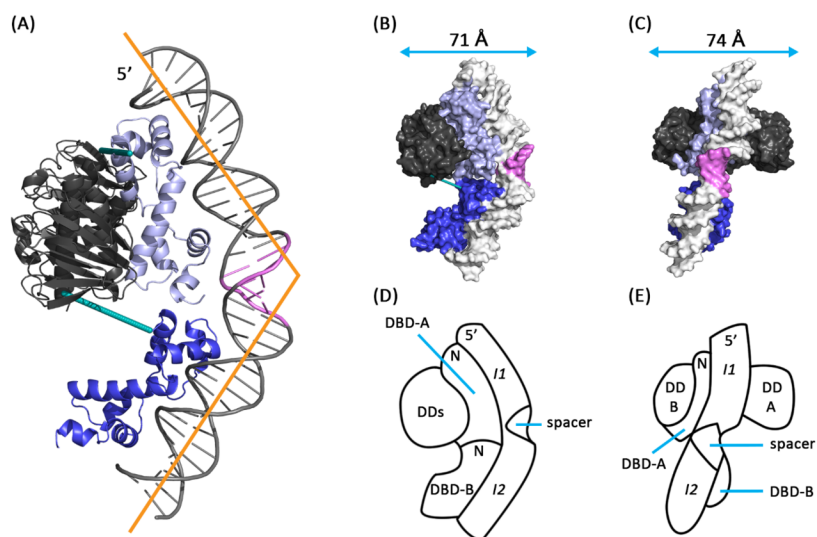 (A)
5’
(B)
71 Å
(C)
74 Å
(D)
DBD-A
5’
N
I1
DDs
spacer
N
DBD-B
I2
(E)
5’
N
I1
DD
B
DD
A
DBD-A
spacer
I2
DBD-B